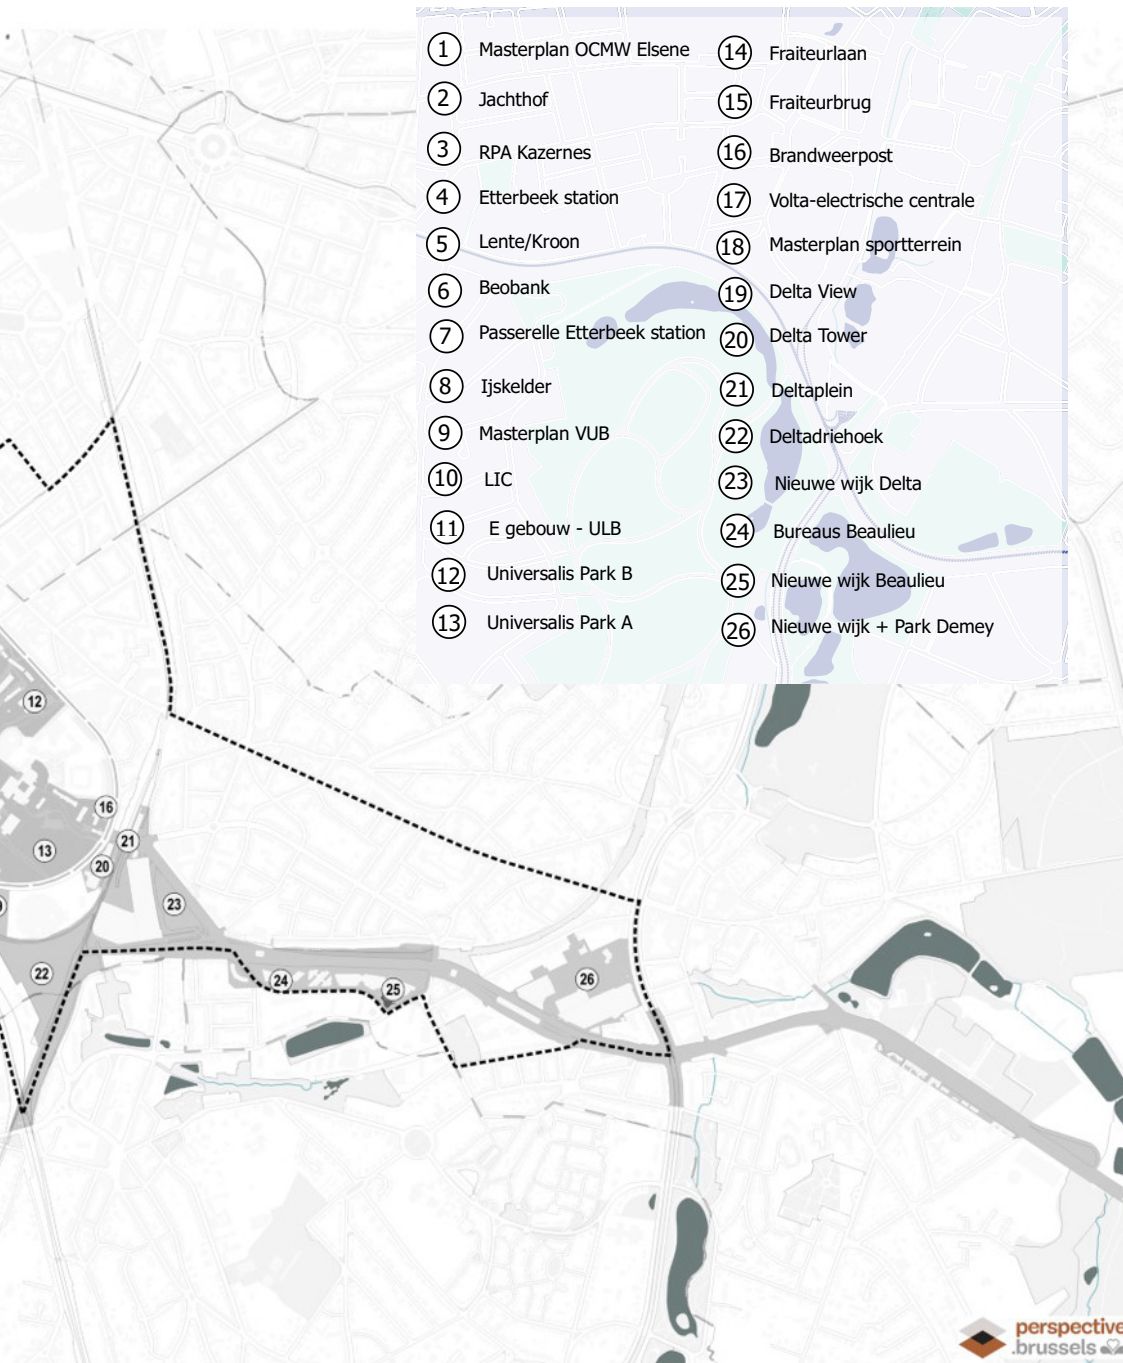 1 Masterplan OCMW Elsene
2 Jachthof
3 RPA Kazernes
4 Etterbeek station
5 Lente/Kroon
6 Beobank
7 Passerelle Etterbeek station
8 Ijskelder
9 Masterplan VUB
10 LIC
11 E gebouw - ULB
12 Universalis Park B
13 Universalis Park A
14 Fraiteurlaan
15 Fraiteurbrug
16 Brandweerpost
17 Volta-electrische centrale
18 Masterplan sportterrein
19 Delta View
20 Delta Tower
21 Deltaplein
22 Deltadriehoek
23 Nieuwe wijk Delta
24 Bureaus Beaulieu
25 Nieuwe wijk Beaulieu
26 Nieuwe wijk + Park Demey
12
16
21
13
20
23
22
24
25
26
perspective
.brussels